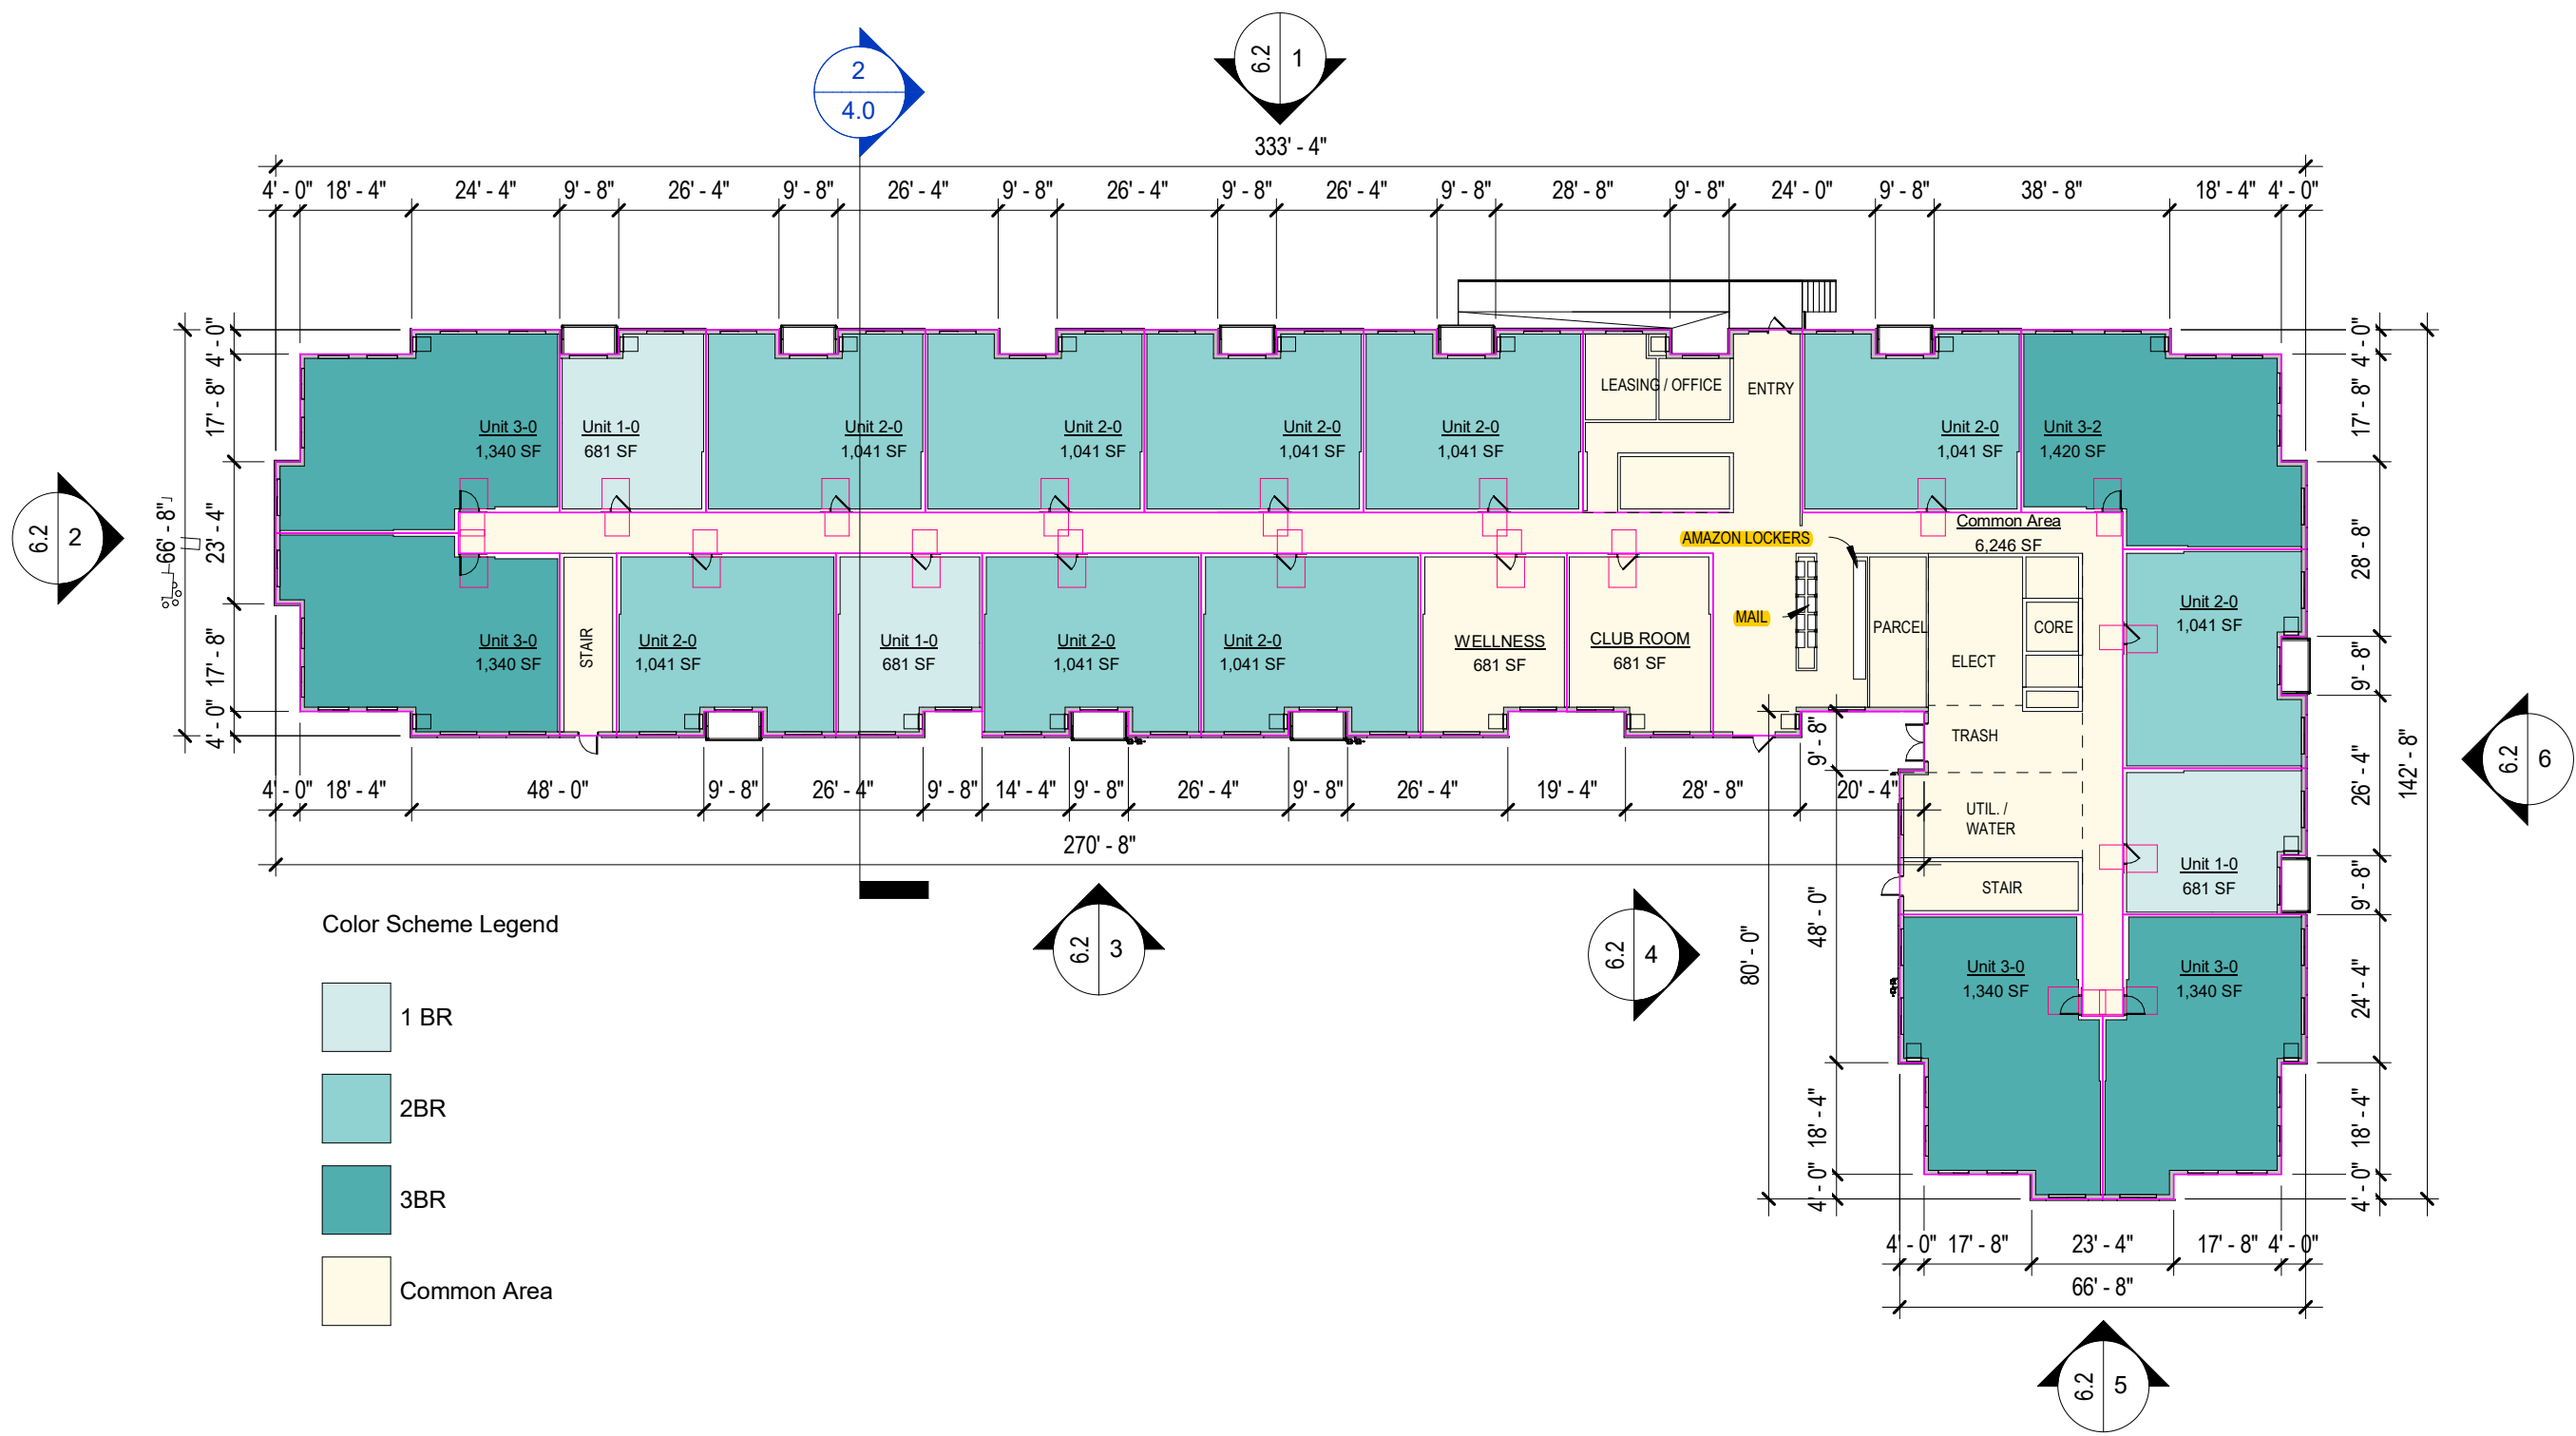 6.2 1
2
4.0
333' - 4"
4' - 0" 18' - 4" 24' - 4" 9' - 8" 26' - 4" 9' - 8" 26' - 4" 9' - 8" 26' - 4" 9' - 8" 26' - 4" 9' - 8" 28' - 8" 9' - 8" 24' - 0" 9' - 8" 38' - 8" 18' - 4" 4' - 0"
4' - 0"
17' - 8"
23' - 4"
17' - 8"
4' - 0"
66' - 8"
6.2 2
Unit 3-0
1,340 SF
Unit 1-0
681 SF
Unit 2-0
1,041 SF
Unit 2-0
1,041 SF
Unit 2-0
1,041 SF
Unit 2-0
1,041 SF
LEASING / OFFICE
ENTRY
Unit 2-0
1,041 SF
Unit 3-2
1,420 SF
Common Area
6,246 SF
AMAZON LOCKERS
MAIL
Unit 3-0
1,340 SF
STAIR
Unit 2-0
1,041 SF
Unit 1-0
681 SF
Unit 2-0
1,041 SF
Unit 2-0
1,041 SF
WELLNESS
681 SF
CLUB ROOM
681 SF
PARCEL
CORE
ELECT
TRASH
UTIL. /
WATER
STAIR
Unit 2-0
1,041 SF
Unit 1-0
681 SF
Unit 3-0
1,340 SF
Unit 3-0
1,340 SF
4' - 0"
17' - 8"
28' - 8"
9' - 8"
26' - 4"
9' - 8"
24' - 4"
18' - 4"
4' - 0"
142' - 8"
6.2 6
4' - 0" 18' - 4" 48' - 0" 9' - 8" 26' - 4" 9' - 8" 14' - 4" 9' - 8" 26' - 4" 9' - 8" 26' - 4" 19' - 4" 28' - 8" 20' - 4"
270' - 8"
9' - 8"
48' - 0"
18' - 4"
4' - 0"
80' - 0"
6.2 3
6.2 4
4' - 0" 17' - 8" 23' - 4" 17' - 8" 4' - 0"
66' - 8"
6.2 5
Color Scheme Legend
1 BR
2BR
3BR
Common Area